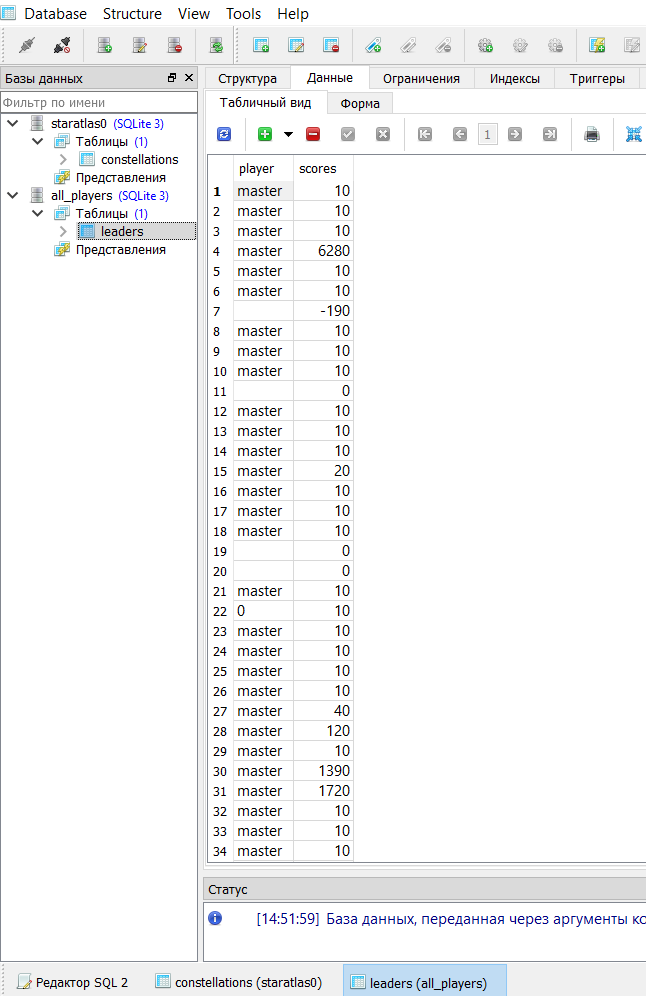 Database Structure View Tools Help
Базы данных
Фильтр по имени
staratlas0 (SQLite 3)
Таблицы (1)
constellations
Представления
all_players (SQLite 3)
Таблицы (1)
leaders
Представления
Структура Данные Ограничения Индексы Триггеры
Табличный вид Форма
1
player scores
1 master 10
2 master 10
3 master 10
4 master 6280
5 master 10
6 master 10
7 -190
8 master 10
9 master 10
10 master 10
11 0
12 master 10
13 master 10
14 master 10
15 master 20
16 master 10
17 master 10
18 master 10
19 0
20 0
21 master 10
22 0 10
23 master 10
24 master 10
25 master 10
26 master 10
27 master 40
28 master 120
29 master 10
30 master 1390
31 master 1720
32 master 10
33 master 10
34 master 10
Статус
[14:51:59] База данных, переданная через аргументы ко
Редактор SQL 2 constellations (staratlas0) leaders (all_players)